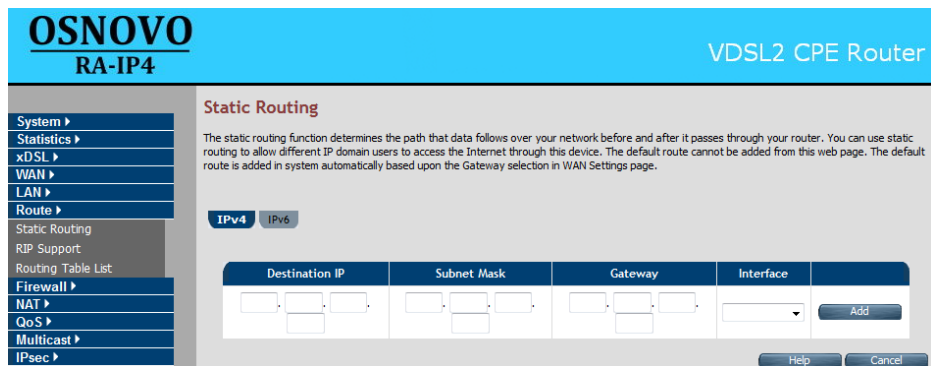 OSNOVO
RA-IP4
VDSL2 CPE Router
System
Statistics
xDSL
WAN
LAN
Route
Static Routing
RIP Support
Routing Table List
Firewall
NAT
QoS
Multicast
IPsec
Static Routing
The static routing function determines the path that data follows over your network before and after it passes through your router. You can use static
routing to allow different IP domain users to access the Internet through this device. The default route cannot be added from this web page. The default
route is added in system automatically based upon the Gateway selection in WAN Settings page.
IPv4 IPv6
Destination IP Subnet Mask Gateway Interface
. . . . . . . . . Add
Help Cancel